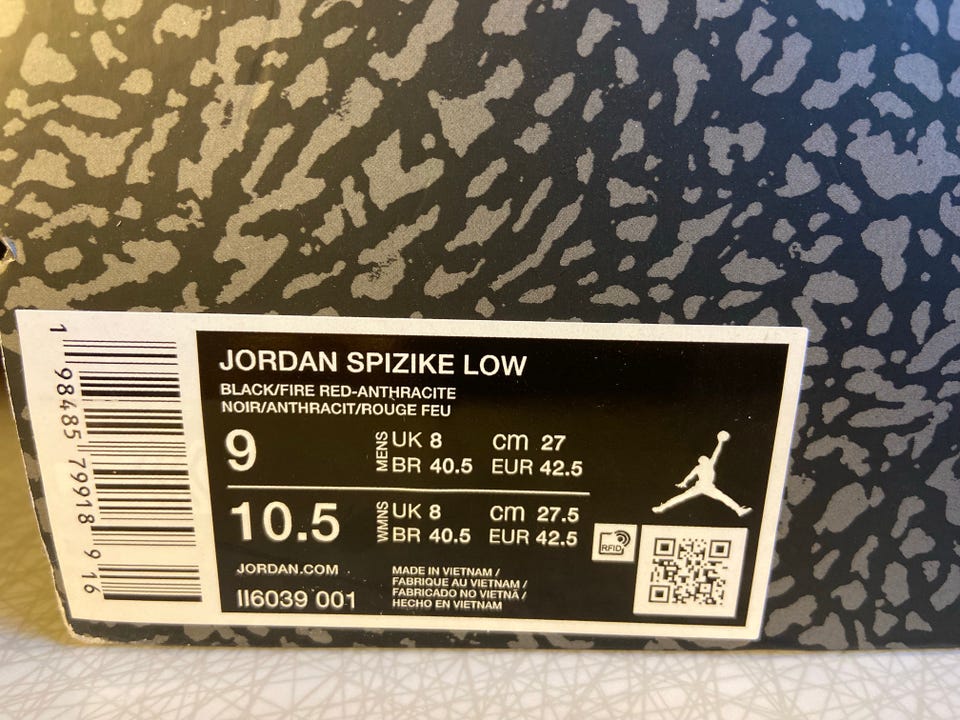 JORDAN SPIZIKE LOW
BLACK/FIRE RED-ANTHRACITE
NOIR/ANTHRACIT/ROUGE FEU
9
MENS
UK 8 cm 27
BR 40.5 EUR 42.5
10.5
WMNS
UK 8 cm 27.5
BR 40.5 EUR 42.5
JORDAN.COM
II6039 001
MADE IN VIETNAM /
FABRIQUE AU VIETNAM /
FABRICADO NO VIETNÃ /
HECHO EN VIETNAM
RFID
1 98485 79918 9 16